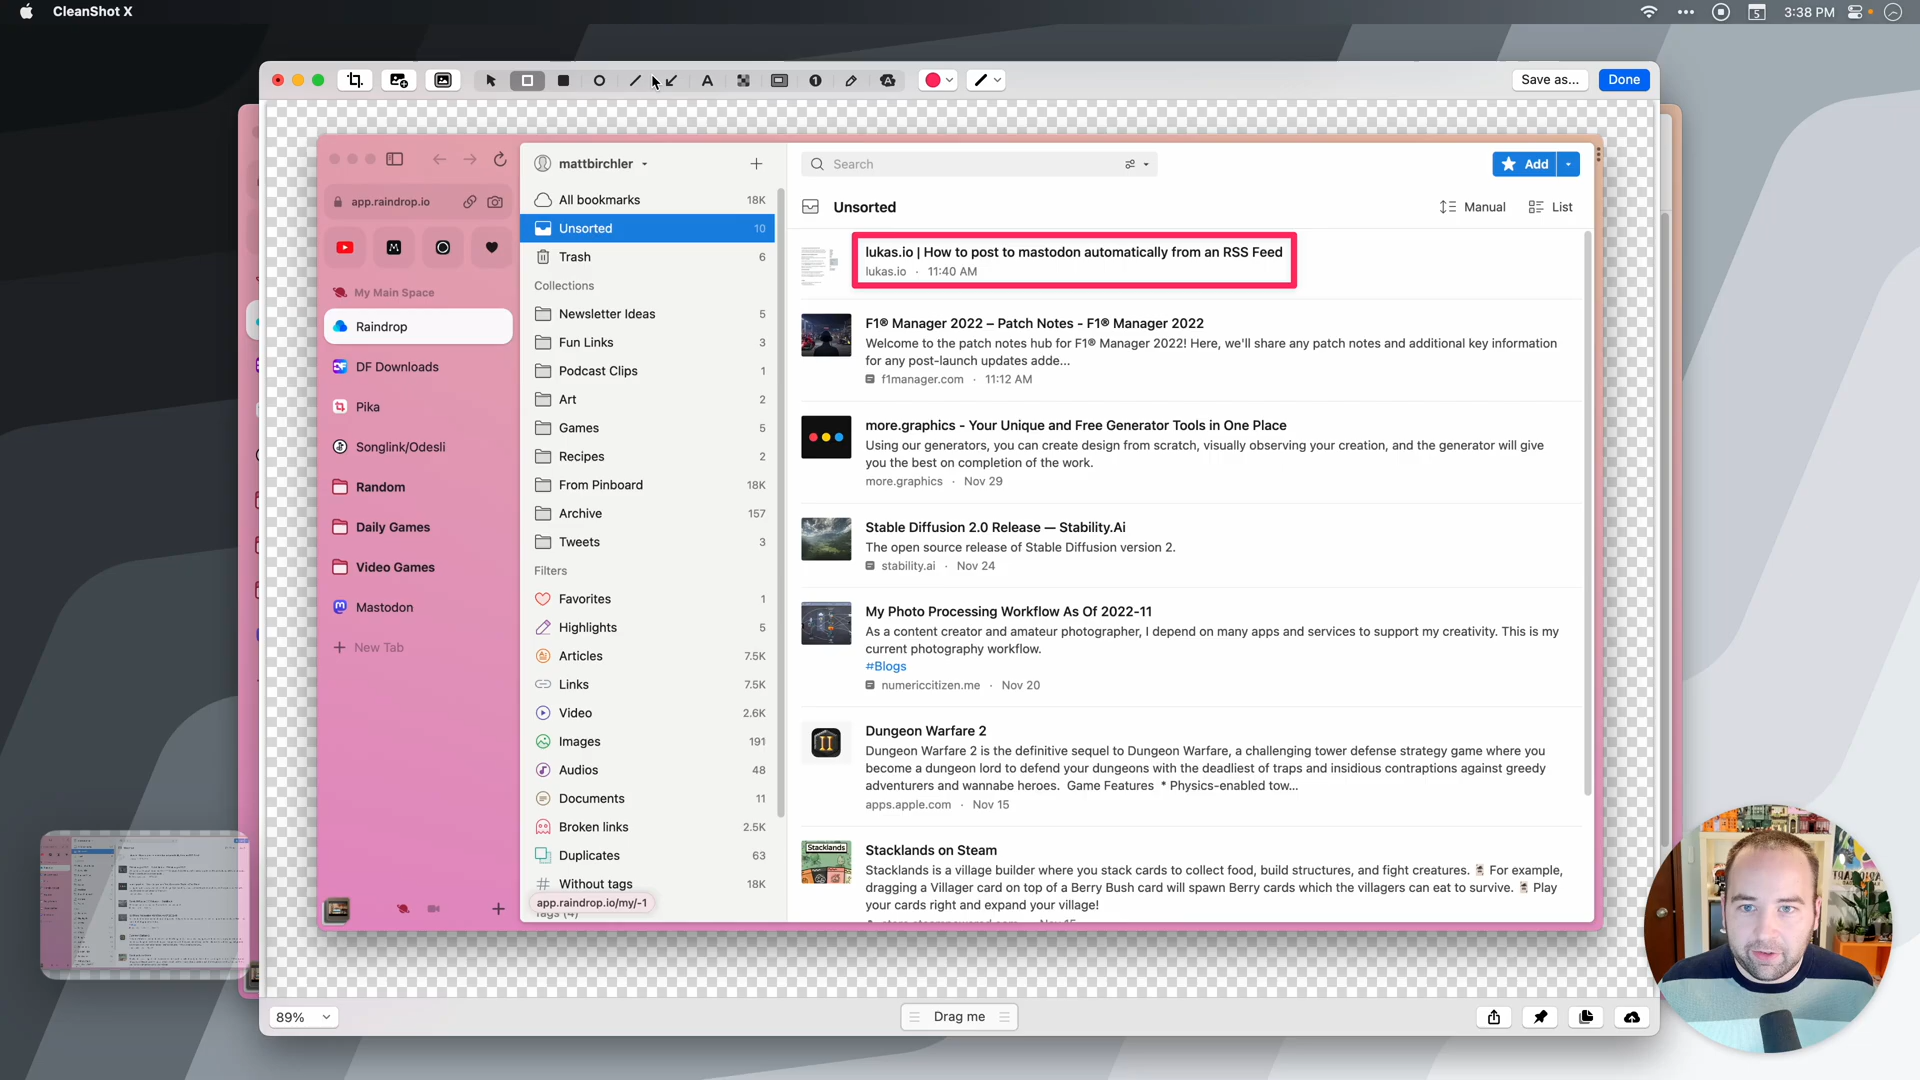 CleanShot X
5
3:38 PM
A
1
Save as...
Done
mattbirchler
Search
Add
app.raindrop.io
All bookmarks 18K
Unsorted 10
Trash 6
Collections
Newsletter Ideas 5
Fun Links 3
Podcast Clips 1
Art 2
Games 5
Recipes 2
From Pinboard 18K
Archive 157
Tweets 3
Filters
Favorites 1
Highlights 5
Articles 7.5K
Links 7.5K
Video 2.6K
Images 191
Audios 48
Documents 11
Broken links 2.5K
Duplicates 63
Without tags 18K
app.raindrop.io/my/-1
My Main Space
Raindrop
DF Downloads
Pika
Songlink/Odesli
Random
Daily Games
Video Games
Mastodon
New Tab
Unsorted
Manual
List
lukas.io | How to post to mastodon automatically from an RSS Feed
lukas.io · 11:40 AM
F1® Manager 2022 – Patch Notes - F1® Manager 2022
Welcome to the patch notes hub for F1® Manager 2022! Here, we'll share any patch notes and additional key information
for any post-launch updates adde...
f1manager.com · 11:12 AM
more.graphics - Your Unique and Free Generator Tools in One Place
Using our generators, you can create design from scratch, visually observing your creation, and the generator will give
you the best on completion of the work.
more.graphics · Nov 29
Stable Diffusion 2.0 Release — Stability.Ai
The open source release of Stable Diffusion version 2.
stability.ai · Nov 24
My Photo Processing Workflow As Of 2022-11
As a content creator and amateur photographer, I depend on many apps and services to support my creativity. This is my
current photography workflow.
#Blogs
numericcitizen.me · Nov 20
Dungeon Warfare 2
Dungeon Warfare 2 is the definitive sequel to Dungeon Warfare, a challenging tower defense strategy game where you
become a dungeon lord to defend your dungeons with the deadliest of traps and insidious contraptions against greedy
adventurers and wannabe heroes. Game Features * Physics-enabled tow...
apps.apple.com · Nov 15
Stacklands
Stacklands on Steam
Stacklands is a village builder where you stack cards to collect food, build structures, and fight creatures. 🃏 For example,
dragging a Villager card on top of a Berry Bush card will spawn Berry cards which the villagers can eat to survive. 🃏 Play
your cards right and expand your village!
89%
Drag me